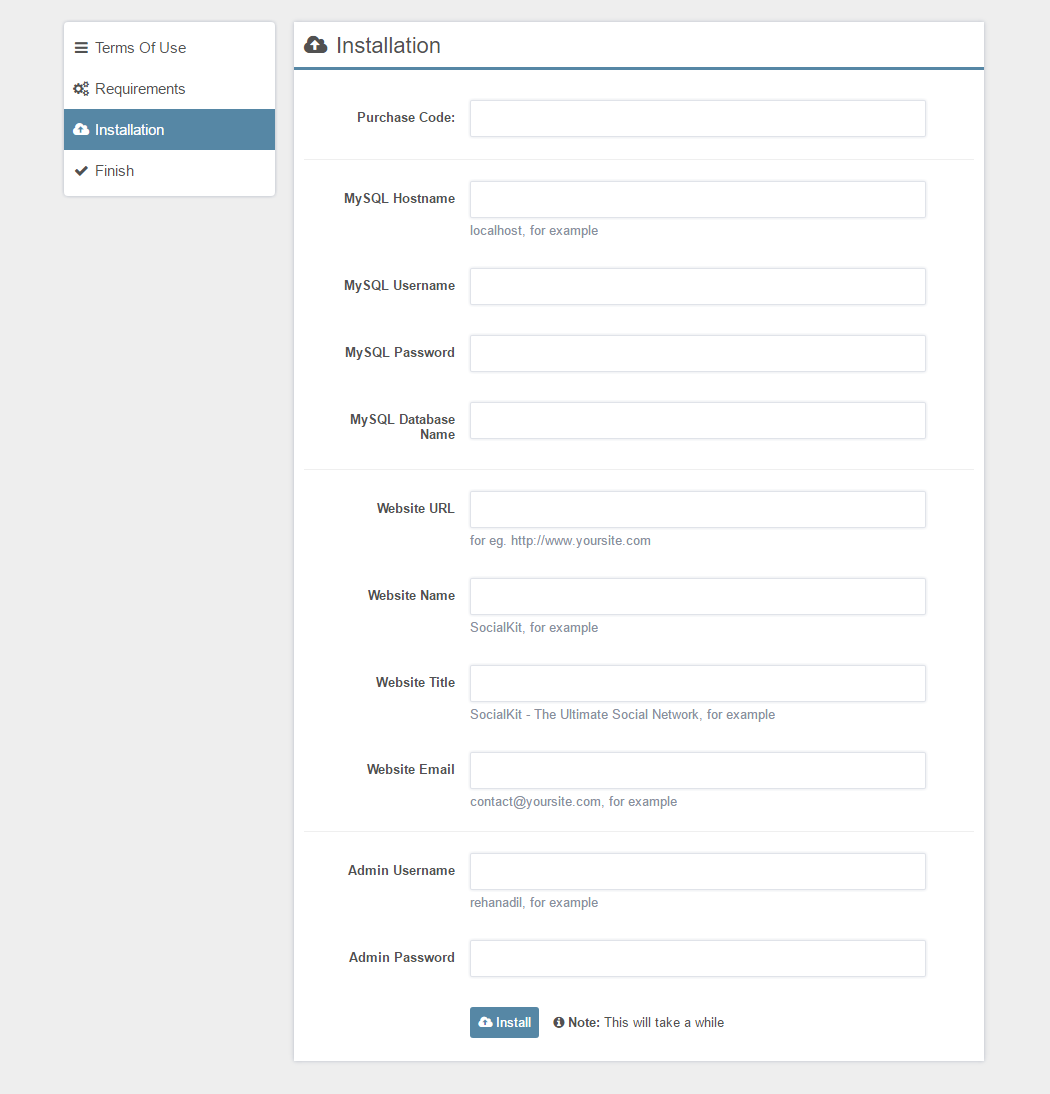 Terms Of Use
Requirements
Installation
Finish
Installation
Purchase Code:
MySQL Hostname
localhost, for example
MySQL Username
MySQL Password
MySQL Database
Name
Website URL
for eg. http://www.yoursite.com
Website Name
SocialKit, for example
Website Title
SocialKit - The Ultimate Social Network, for example
Website Email
contact@yoursite.com, for example
Admin Username
rehanadil, for example
Admin Password
Install
Note: This will take a while